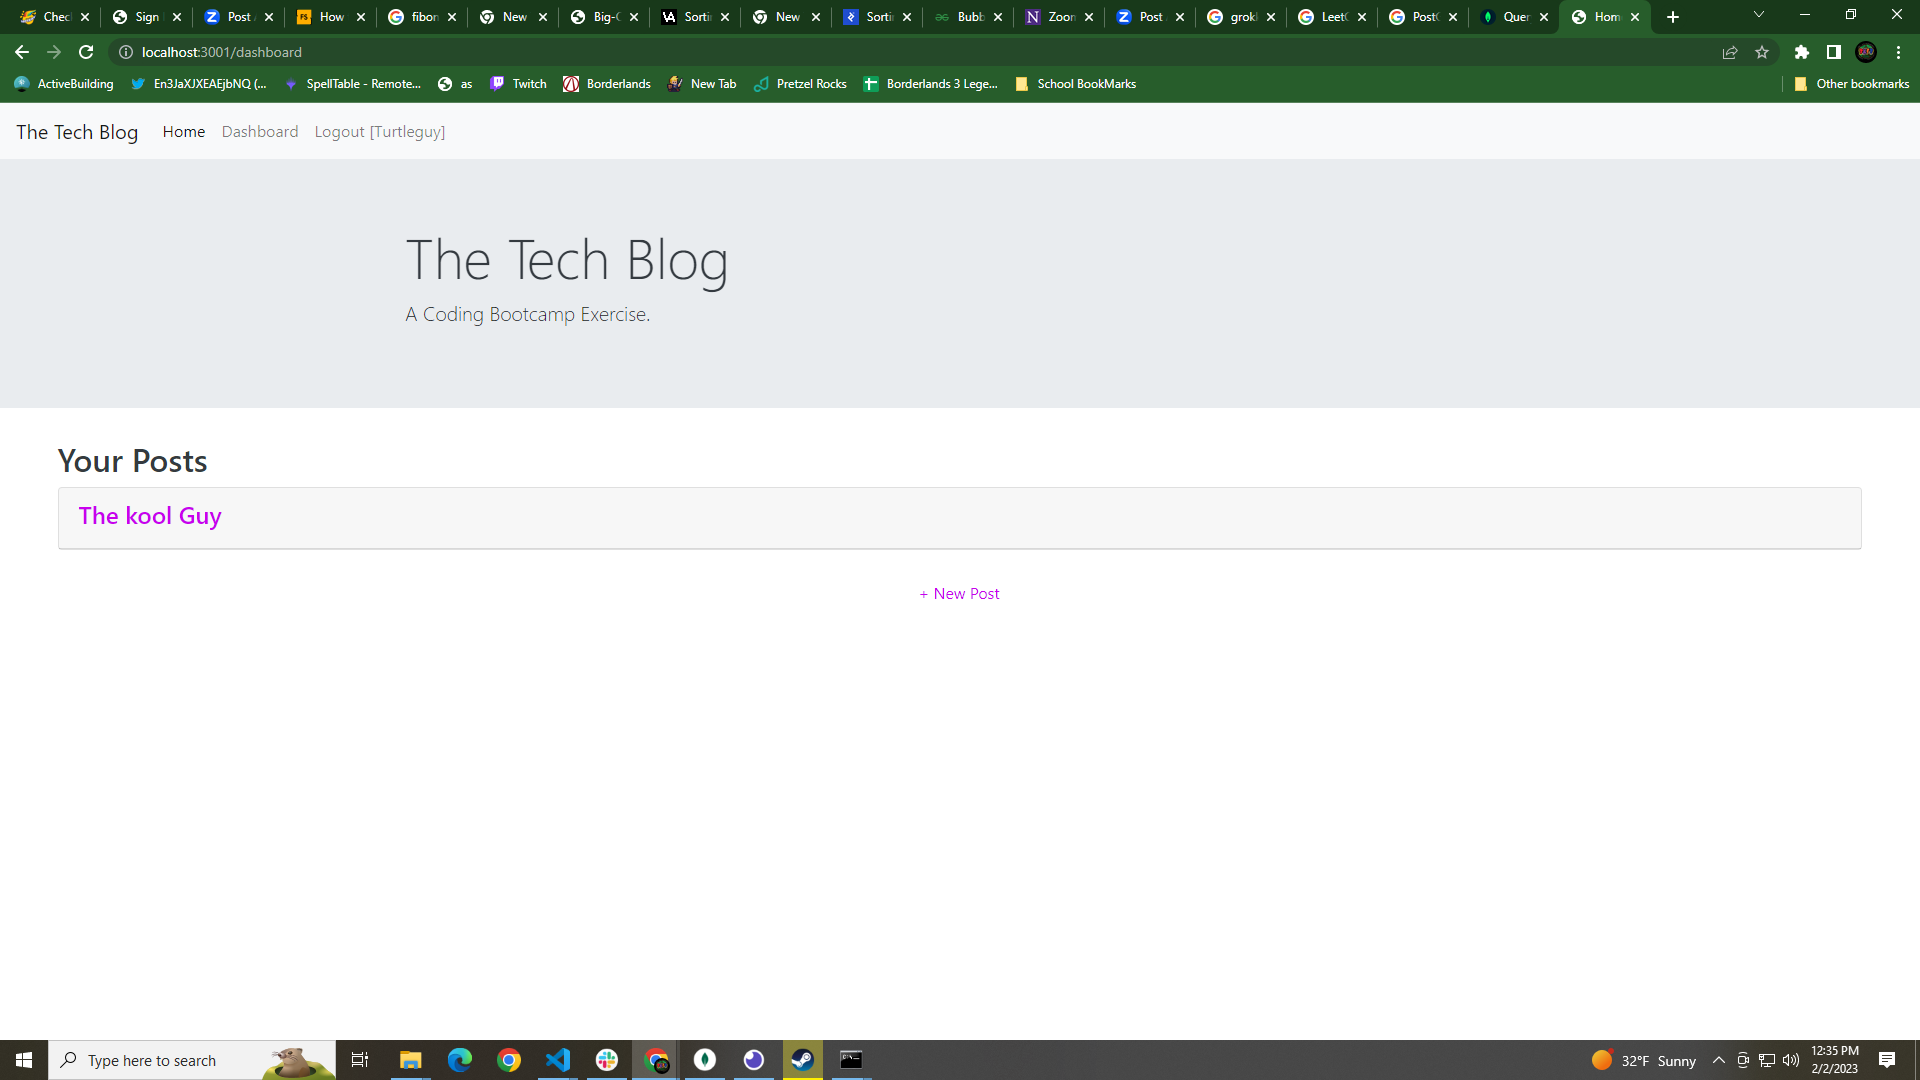 Chec
Sign
Post
How
fibon
New
Big-O
Sorti
New
Sorti
Bubb
Zoom
Post
grok
LeetC
PostG
Quer
Hom
localhost:3001/dashboard
ActiveBuilding
En3JaXJXEAEjbNQ (...
SpellTable - Remote...
as
Twitch
Borderlands
New Tab
Pretzel Rocks
Borderlands 3 Lege...
School BookMarks
Other bookmarks
The Tech Blog
Home
Dashboard
Logout [Turtleguy]
The Tech Blog
A Coding Bootcamp Exercise.
Your Posts
The kool Guy
+ New Post
Type here to search
32°F Sunny
12:35 PM
2/2/2023